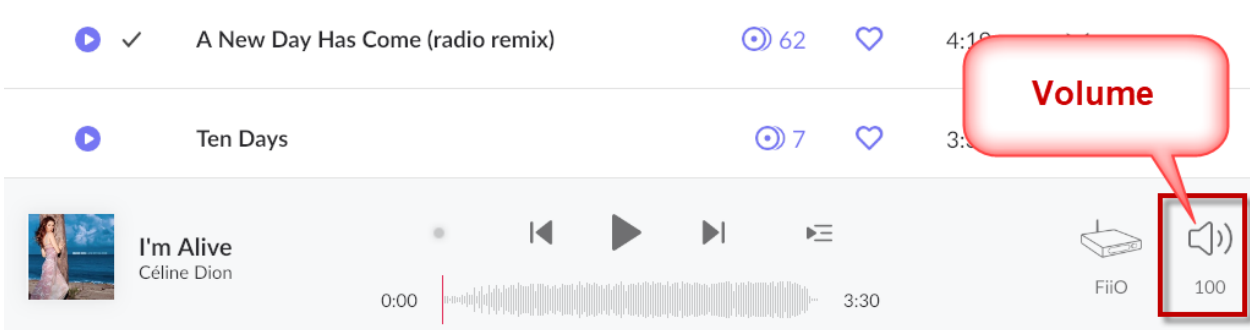 A New Day Has Come (radio remix) 62
Volume
Ten Days 7
I'm Alive
Céline Dion
0:00 3:30
FiiO 100